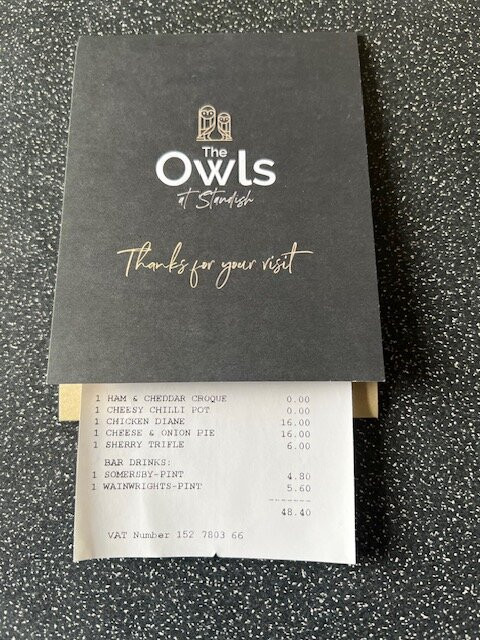 The
Owls
at Standish
Thanks for your visit
1 HAM & CHEDDAR CROQUE 0.00
1 CHEESY CHILLI POT 0.00
1 CHICKEN DIANE 16.00
1 CHEESE & ONION PIE 16.00
1 SHERRY TRIFLE 6.00
BAR DRINKS:
1 SOMERSBY-PINT 4.80
1 WAINWRIGHTS-PINT 5.60
-------
48.40
VAT Number 152 7803 66